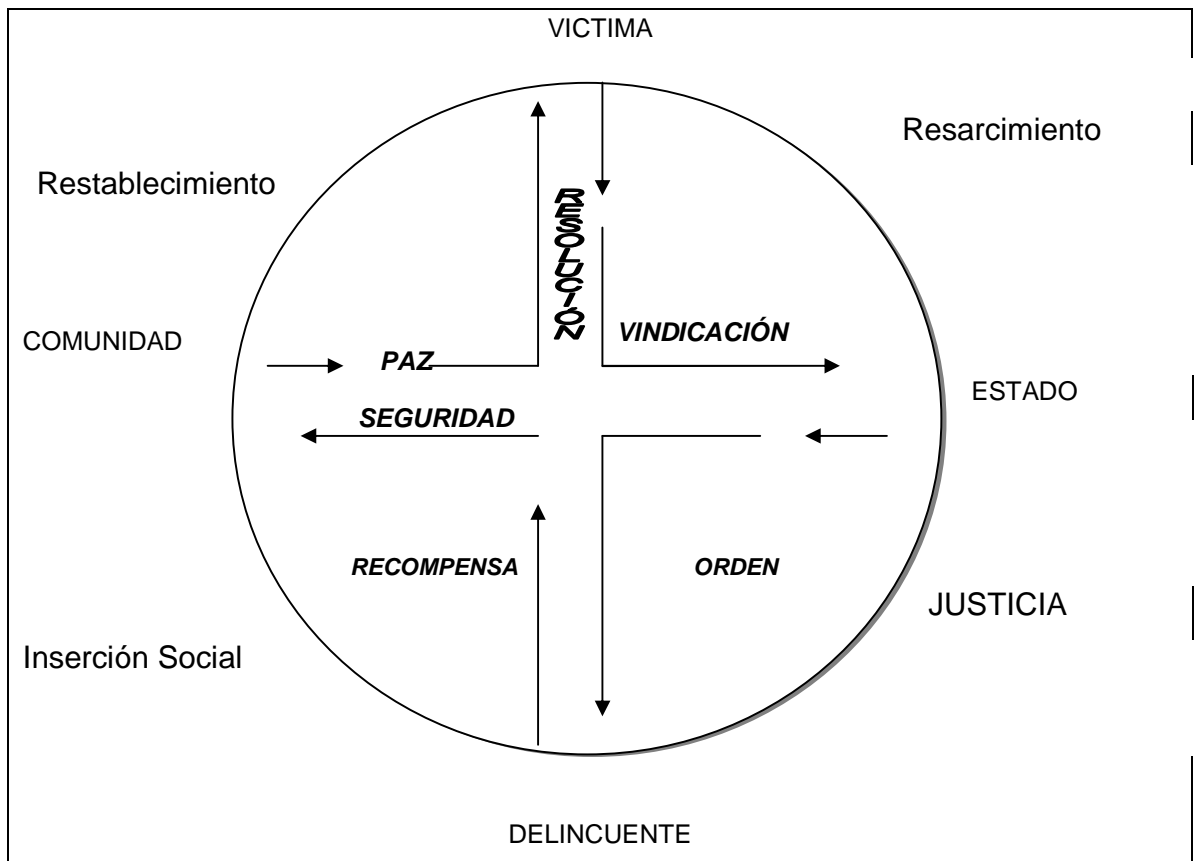 VICTIMA
Resarcimiento
Restablecimiento
RESOLUCIÓN
VINDICACIÓN
COMUNIDAD
PAZ
ESTADO
SEGURIDAD
RECOMPENSA
ORDEN
JUSTICIA
Inserción Social
DELINCUENTE